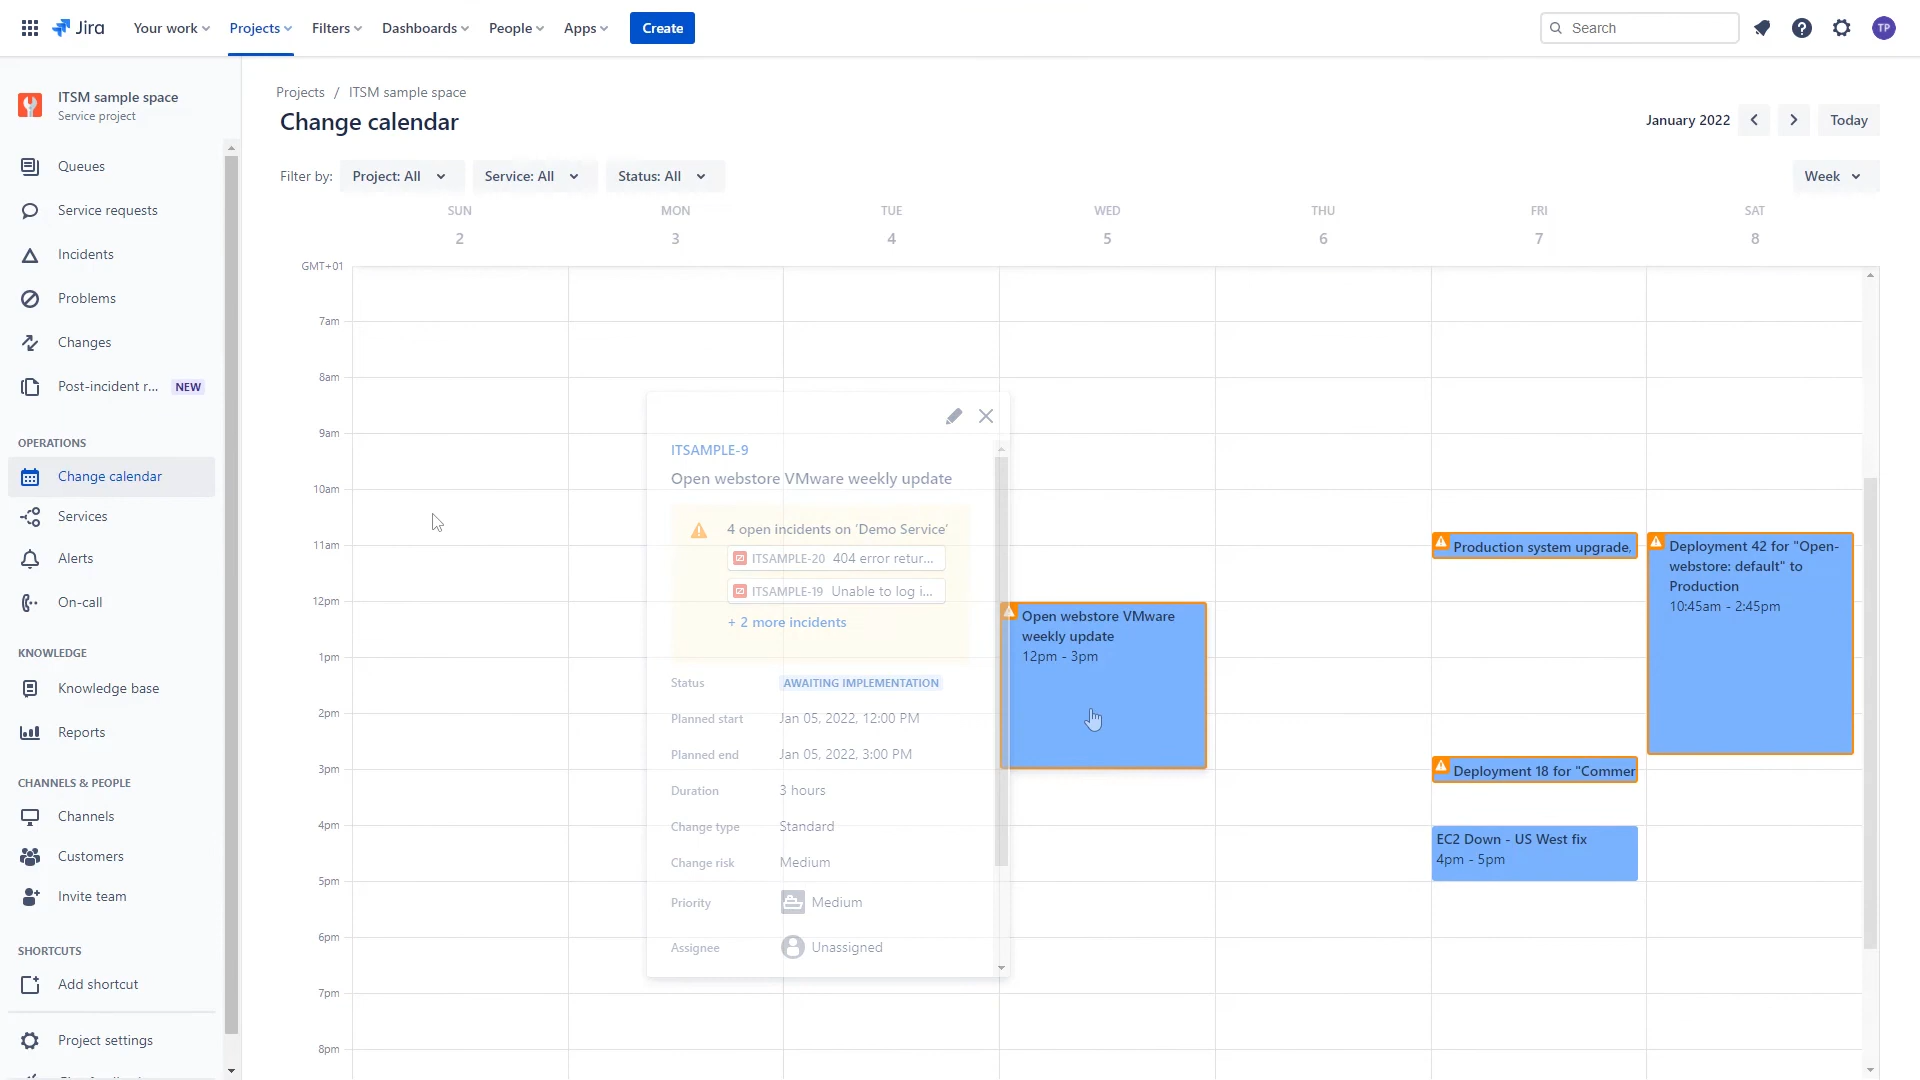 Jira
Your work
Projects
Filters
Dashboards
People
Apps
Create
Search
TP
ITSM sample space
Service project
Queues
Service requests
Incidents
Problems
Changes
Post-incident r... NEW
OPERATIONS
Change calendar
Services
Alerts
On-call
KNOWLEDGE
Knowledge base
Reports
CHANNELS & PEOPLE
Channels
Customers
Invite team
SHORTCUTS
Add shortcut
Project settings
Projects / ITSM sample space
Change calendar
January 2022
Today
Filter by:
Project: All
Service: All
Status: All
Week
SUN
MON
TUE
WED
THU
FRI
SAT
2
3
4
5
6
7
8
GMT+01
7am
8am
9am
10am
11am
12pm
1pm
2pm
3pm
4pm
5pm
6pm
7pm
8pm
ITSAMPLE-9
Open webstore VMware weekly update
4 open incidents on 'Demo Service'
ITSAMPLE-20 404 error retur...
ITSAMPLE-19 Unable to log i...
+ 2 more incidents
Status AWAITING IMPLEMENTATION
Planned start Jan 05, 2022, 12:00 PM
Planned end Jan 05, 2022, 3:00 PM
Duration 3 hours
Change type Standard
Change risk Medium
Priority Medium
Assignee Unassigned
Open webstore VMware
weekly update
12pm - 3pm
Production system upgrade,
Deployment 18 for "Commer
EC2 Down - US West fix
4pm - 5pm
Deployment 42 for "Open-
webstore: default" to
Production
10:45am - 2:45pm